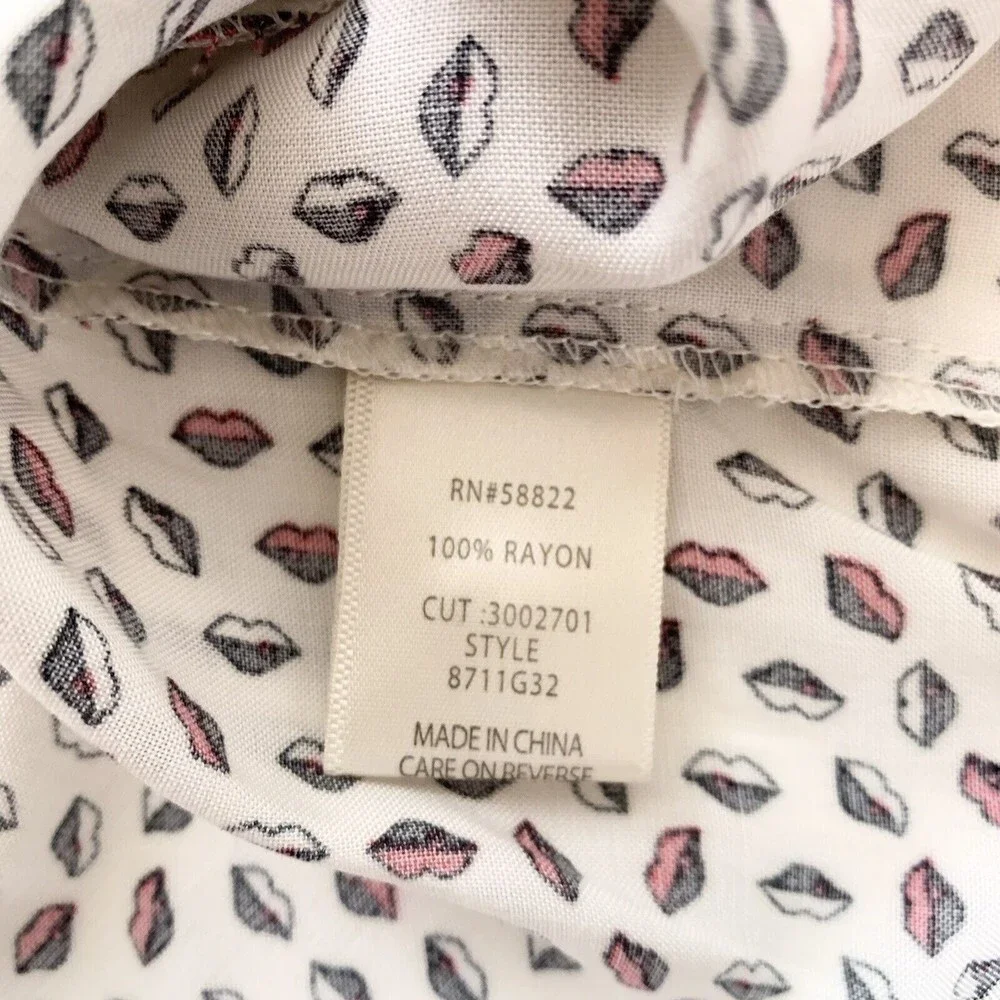 RN#58822
100% RAYON
CUT :3002701
STYLE
8711G32
MADE IN CHINA
CARE ON REVERSE